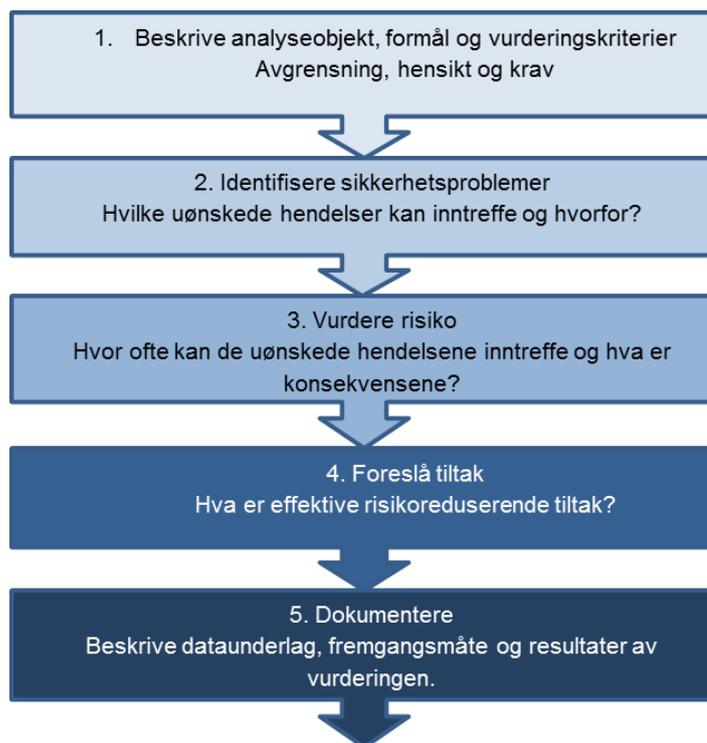 1. Beskrive analyseobjekt, formål og vurderingskriterier
Avgrensning, hensikt og krav
2. Identifisere sikkerhetsproblemer
Hvilke uønskede hendelser kan inntreffe og hvorfor?
3. Vurdere risiko
Hvor ofte kan de uønskede hendelsene inntreffe og hva er
konsekvensene?
4. Foreslå tiltak
Hva er effektive risikoreduserende tiltak?
5. Dokumentere
Beskrive dataunderlag, fremgangsmåte og resultater av
vurderingen.